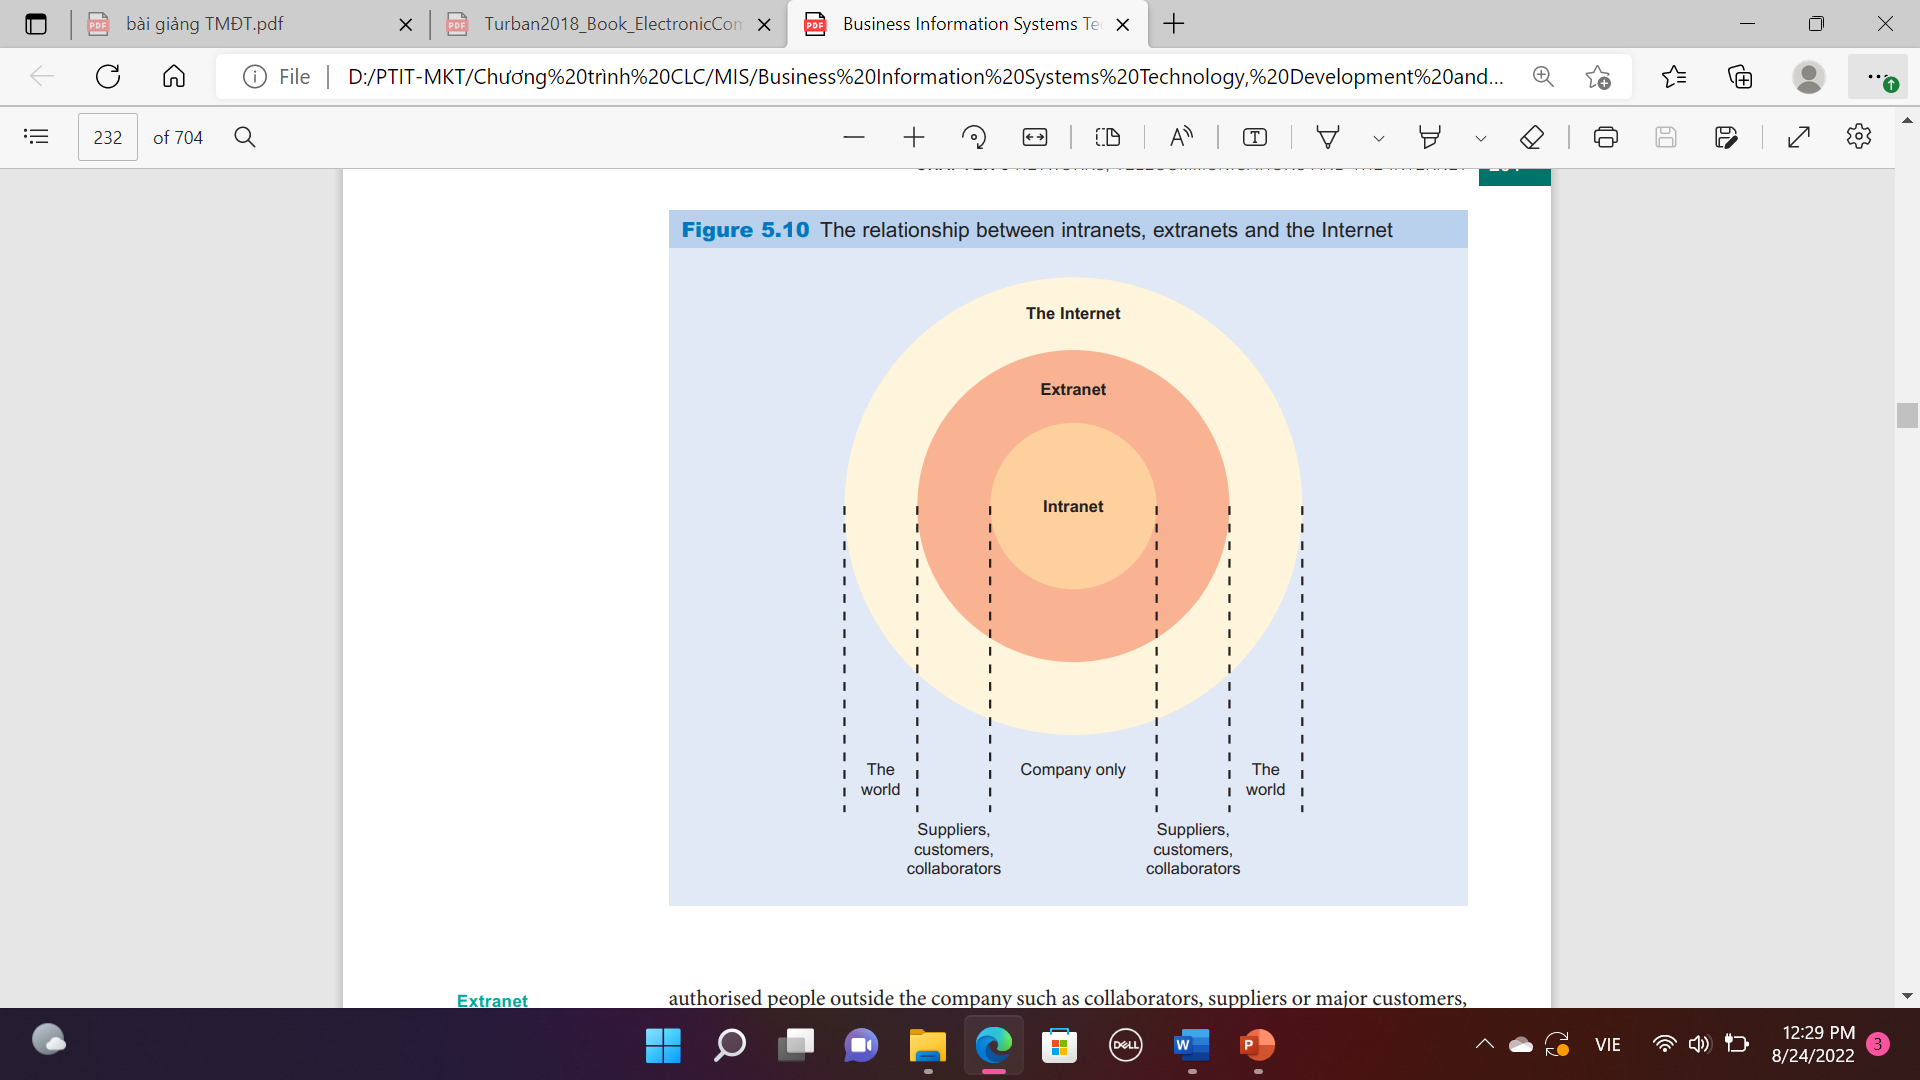 bài giảng TMĐT.pdf
Turban2018_Book_ElectronicCom
Business Information Systems Te
File
D:/PTIT-MKT/Chương%20trình%20CLC/MIS/Business%20Information%20Systems%20Technology,%20Development%20and...
232 of 704
Figure 5.10 The relationship between intranets, extranets and the Internet
The Internet
Extranet
Intranet
The
world
Company only
The
world
Suppliers,
customers,
collaborators
Suppliers,
customers,
collaborators
Extranet
authorised people outside the company such as collaborators, suppliers or major customers,
VIE
12:29 PM
8/24/2022
3